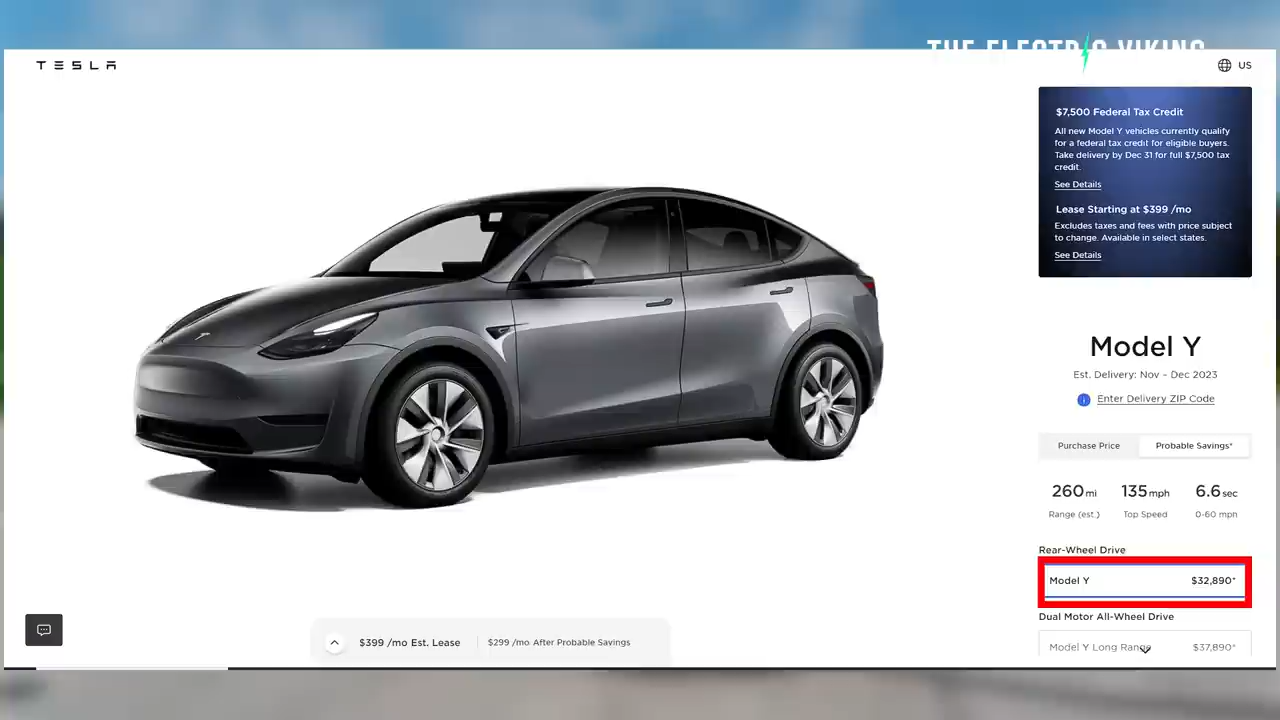 THE ELECTRIC VIKING
TESLA
US
$7,500 Federal Tax Credit
All new Model Y vehicles currently qualify
for a federal tax credit for eligible buyers.
Take delivery by Dec 31 for full $7,500 tax
credit.
See Details
Lease Starting at $399 /mo
Excludes taxes and fees with price subject
to change. Available in select states.
See Details
Model Y
Est. Delivery: Nov – Dec 2023
i Enter Delivery ZIP Code
Purchase Price Probable Savings*
260mi 135mph 6.6sec
Range (est.) Top Speed 0-60 mph
Rear-Wheel Drive
Model Y $32,890*
Dual Motor All-Wheel Drive
Model Y Long Range $37,890*
$399 /mo Est. Lease $299 /mo After Probable Savings